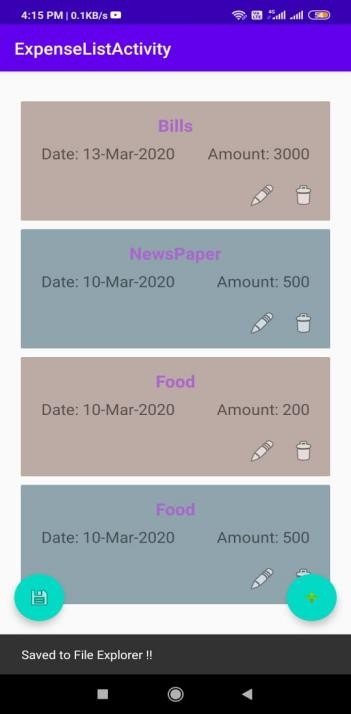 4:15 PM | 0.1KB/s
ExpenseListActivity
Bills
Date: 13-Mar-2020 Amount: 3000
NewsPaper
Date: 10-Mar-2020 Amount: 500
Food
Date: 10-Mar-2020 Amount: 200
Food
Date: 10-Mar-2020 Amount: 500
Saved to File Explorer !!